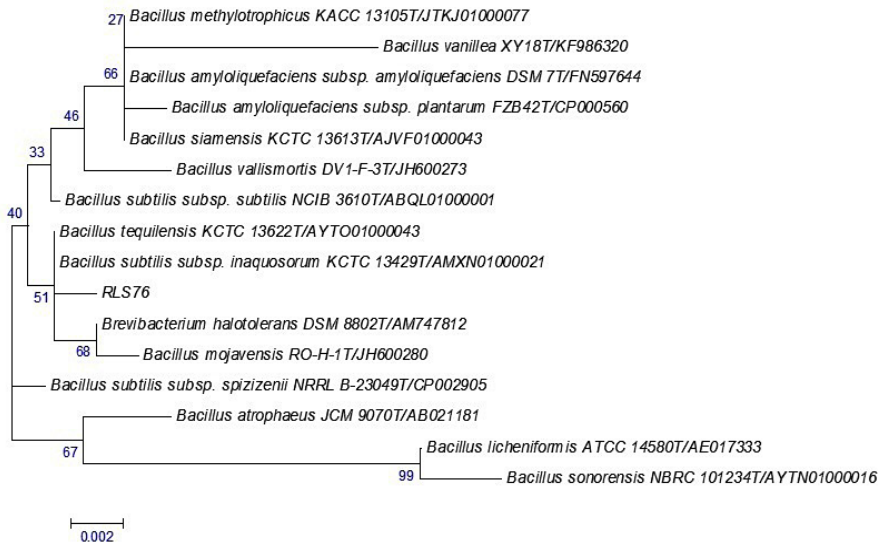 27
Bacillus methylotrophicus KACC 13105T/JTKJ01000077
Bacillus vanillea XY18T/KF986320
66
Bacillus amyloliquefaciens subsp. amyloliquefaciens DSM 7T/FN597644
Bacillus amyloliquefaciens subsp. plantarum FZB42T/CP000560
46
Bacillus siamensis KCTC 13613T/AJVF01000043
33
Bacillus vallismortis DV1-F-3T/JH600273
Bacillus subtilis subsp. subtilis NCIB 3610T/ABQL01000001
40
Bacillus tequilensis KCTC 13622T/AYTO01000043
Bacillus subtilis subsp. inaquosorum KCTC 13429T/AMXN01000021
51
RLS76
Brevibacterium halotolerans DSM 8802T/AM747812
68
Bacillus mojavensis RO-H-1T/JH600280
Bacillus subtilis subsp. spizizenii NRRL B-23049T/CP002905
Bacillus atrophaeus JCM 9070T/AB021181
67
Bacillus licheniformis ATCC 14580T/AE017333
99
Bacillus sonorensis NBRC 101234T/AYTN01000016
0.002